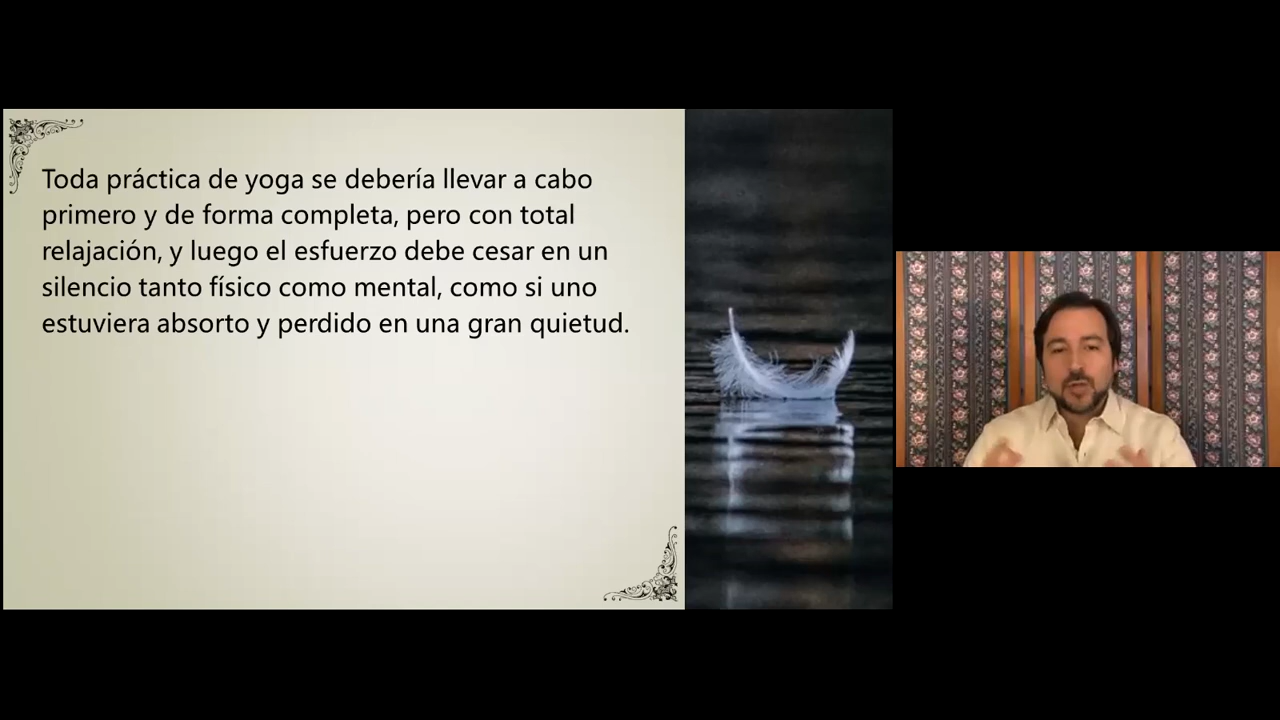 Toda práctica de yoga se debería llevar a cabo
primero y de forma completa, pero con total
relajación, y luego el esfuerzo debe cesar en un
silencio tanto físico como mental, como si uno
estuviera absorto y perdido en una gran quietud.